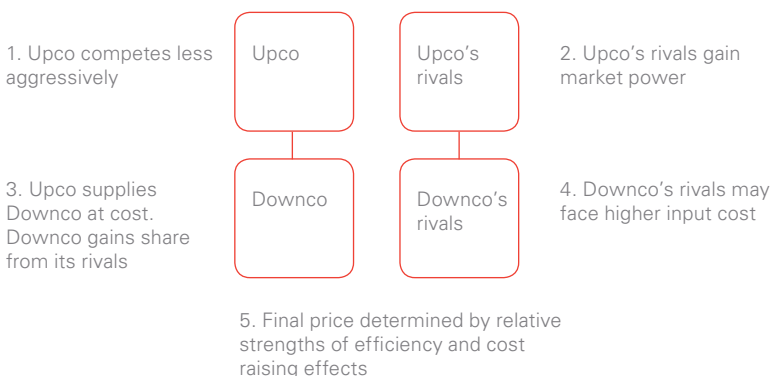 1. Upco competes less
aggressively
Upco
Upco's
rivals
2. Upco's rivals gain
market power
3. Upco supplies
Downco at cost.
Downco gains share
from its rivals
Downco
Downco's
rivals
4. Downco's rivals may
face higher input cost
5. Final price determined by relative
strengths of efficiency and cost
raising effects